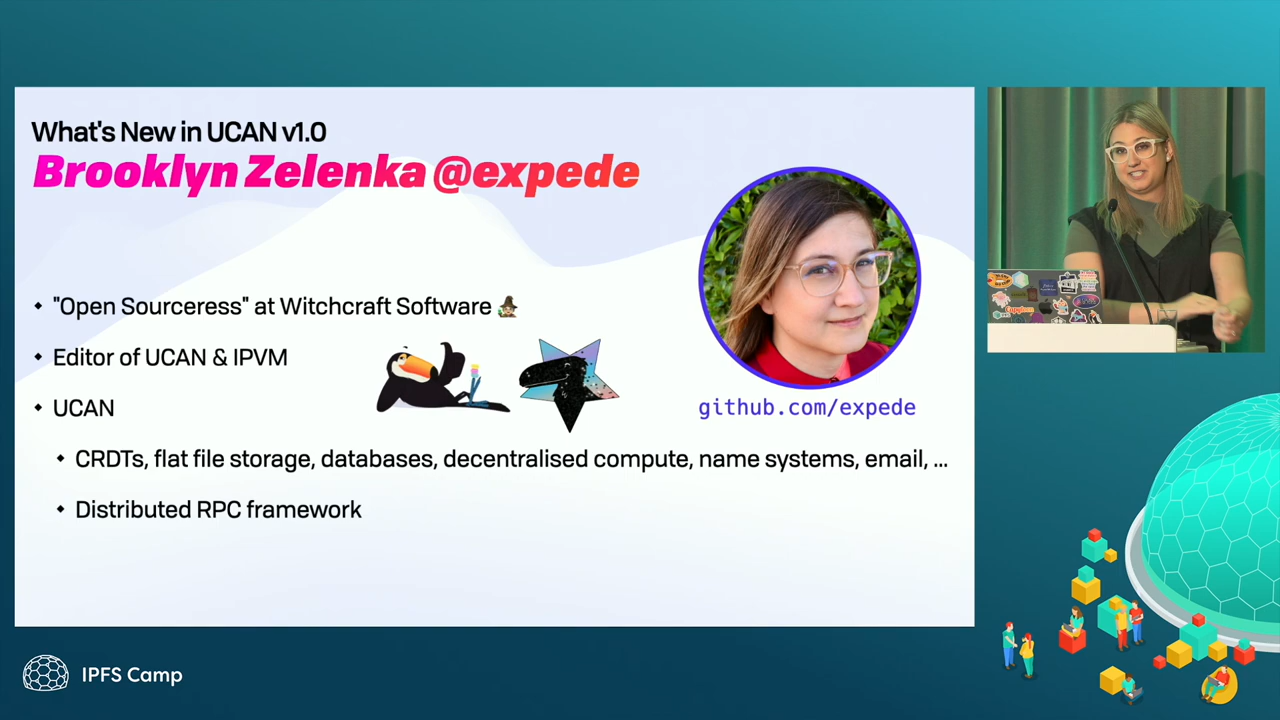 What's New in UCAN v1.0
Brooklyn Zelenka @expede
"Open Sourceress" at Witchcraft Software
Editor of UCAN & IPVM
UCAN
github.com/expede
CRDTs, flat file storage, databases, decentralised compute, name systems, email, ...
Distributed RPC framework
IPFS Camp